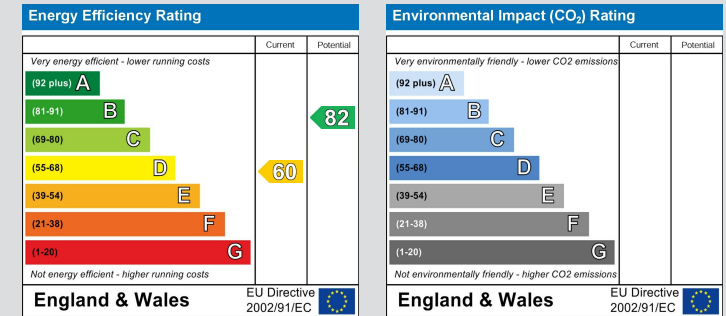 Energy Efficiency Rating
Current Potential
Very energy efficient - lower running costs
(92 plus) A
(81-91) B
82
(69-80) C
(55-68) D
60
(39-54) E
(21-38) F
(1-20) G
Not energy efficient - higher running costs
England & Wales
EU Directive
2002/91/EC
Environmental Impact (CO₂) Rating
Current Potential
Very environmentally friendly - lower CO2 emissions
(92 plus) A
(81-91) B
(69-80) C
(55-68) D
(39-54) E
(21-38) F
(1-20) G
Not environmentally friendly - higher CO2 emissions
England & Wales
EU Directive
2002/91/EC